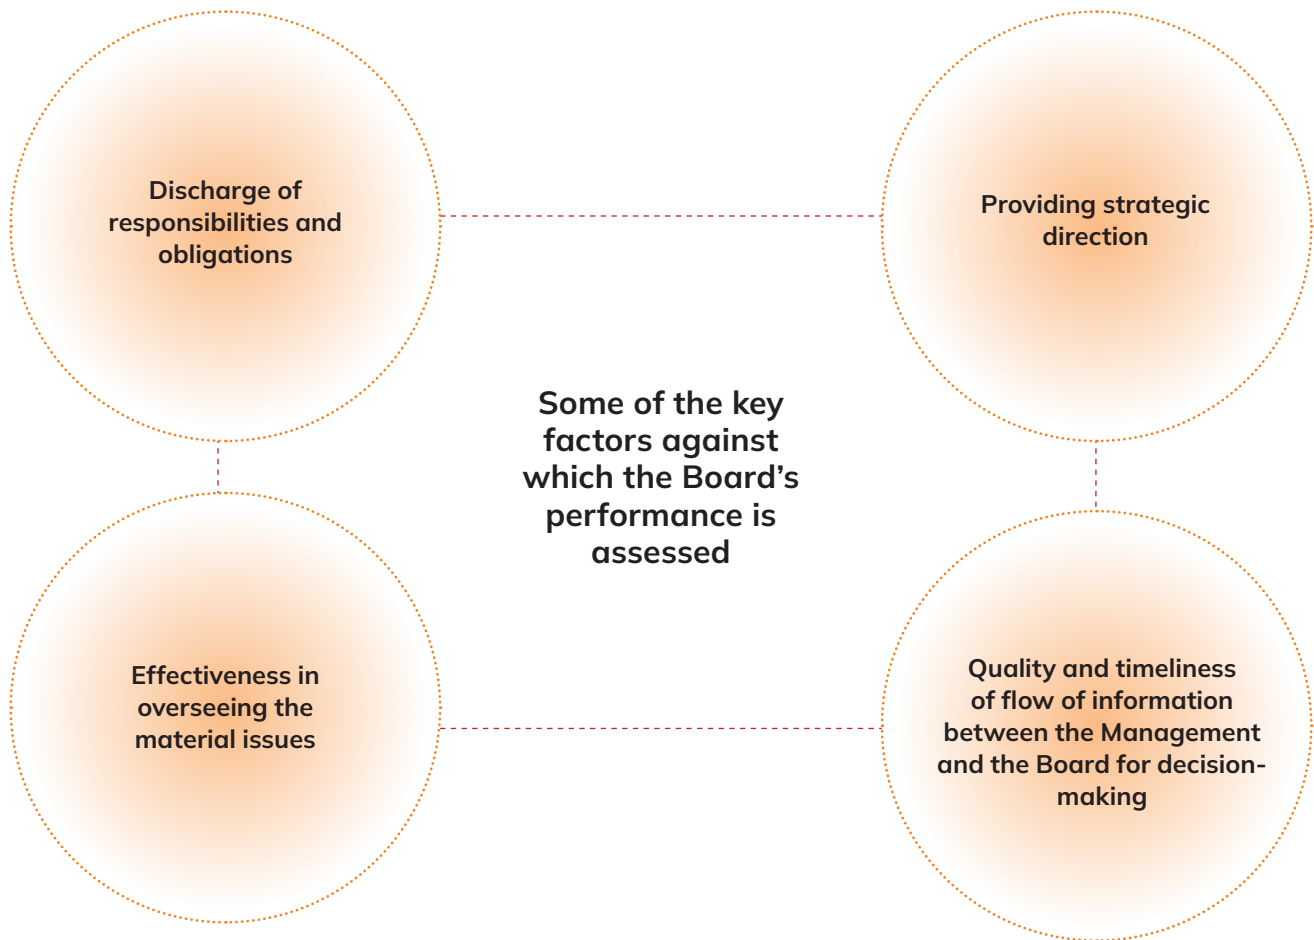 Discharge of
responsibilities and
obligations
Providing strategic
direction
Some of the key
factors against
which the Board’s
performance is
assessed
Effectiveness in
overseeing the
material issues
Quality and timeliness
of flow of information
between the Management
and the Board for decision-
making